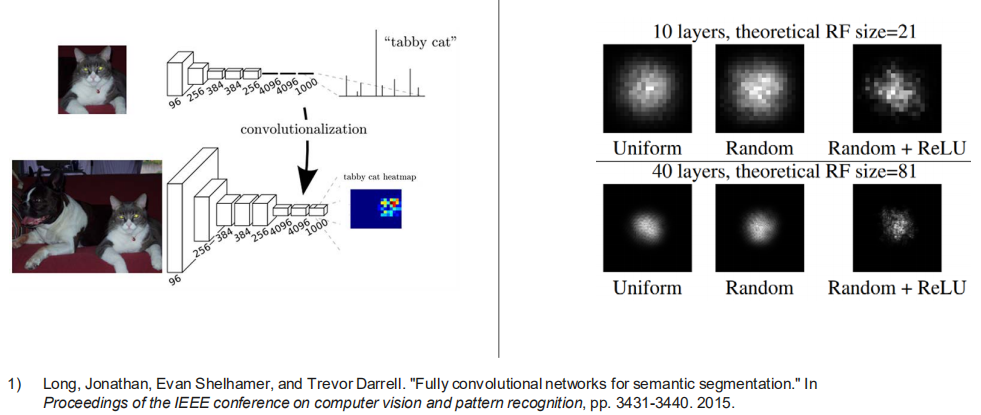 "tabby cat"
96
256
384
384
256
4096
4096
1000
convolutionalization
tabby cat heatmap
96
256
384
384
256
4096
4096
1000
10 layers, theoretical RF size=21
Uniform Random Random + ReLU
40 layers, theoretical RF size=81
Uniform Random Random + ReLU
1) Long, Jonathan, Evan Shelhamer, and Trevor Darrell. "Fully convolutional networks for semantic segmentation." In
Proceedings of the IEEE conference on computer vision and pattern recognition, pp. 3431-3440. 2015.